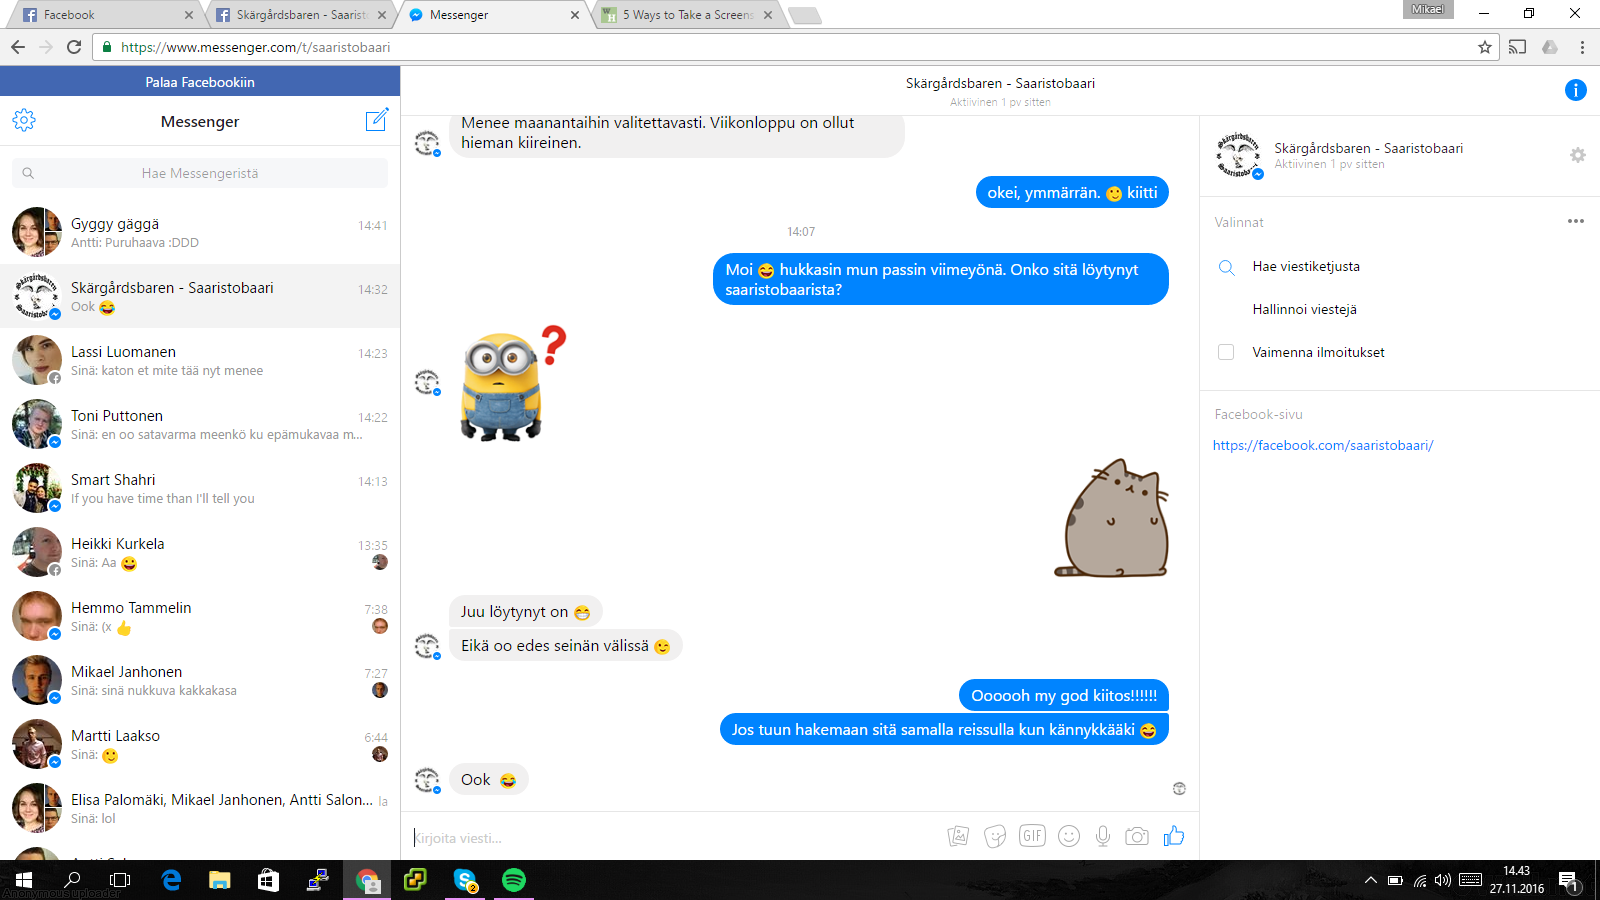 Facebook
Skärgårdsbaren - Saarist
Messenger
5 Ways to Take a Screens
Mikael
https://www.messenger.com/t/saaristobaari
Palaa Facebookiin
Messenger
Hae Messengeristä
Gyggy gäggä
14:41
Antti: Puruhaava :DDD
Skärgårdsbaren - Saaristobaari
14:32
Ook 😂
Lassi Luomanen
14:23
Sinä: katon et mite tää nyt menee
Toni Puttonen
14:22
Sinä: en oo satavarma meenkö ku epämukavaa m...
Smart Shahri
14:13
If you have time than I'll tell you
Heikki Kurkela
13:35
Sinä: Aa 😀
Hemmo Tammelin
7:38
Sinä: (x 👍
Mikael Janhonen
7:27
Sinä: sinä nukkuva kakkakasa
Martti Laakso
6:44
Sinä: 🙂
Elisa Palomäki, Mikael Janhonen, Antti Salon...
la
Sinä: lol
Skärgårdsbaren - Saaristobaari
Aktiivinen 1 pv sitten
Menee maanantaihin valitettavasti. Viikonloppu on ollut
hieman kiireinen.
okei, ymmärrän. 🙂 kiitti
14:07
Moi 😂 hukkasin mun passin viimeyönä. Onko sitä löytynyt
saaristobaarista?
?
Juu löytynyt on 😁
Eikä oo edes seinän välissä 😉
Oooooh my god kiitos!!!!!!
Jos tuun hakemaan sitä samalla reissulla kun kännykkääki 😂
Ook 😂
Kirjoita viesti...
GIF
Skärgårdsbaren
Saaristobaari
Skärgårdsbaren - Saaristobaari
Aktiivinen 1 pv sitten
Valinnat
Hae viestiketjusta
Hallinnoi viestejä
Vaimenna ilmoitukset
Facebook-sivu
https://facebook.com/saaristobaari/
2
14.43
27.11.2016
1
Anonymous uploader